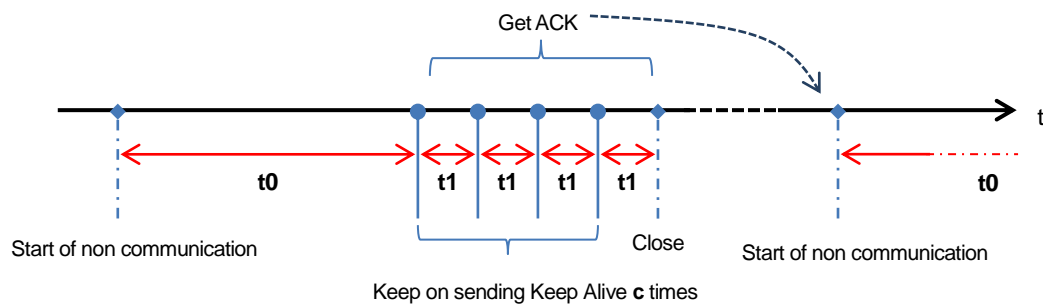 Get ACK
t
t0
t1
t1
t1
t1
t0
Start of non communication
Close
Start of non communication
Keep on sending Keep Alive c times